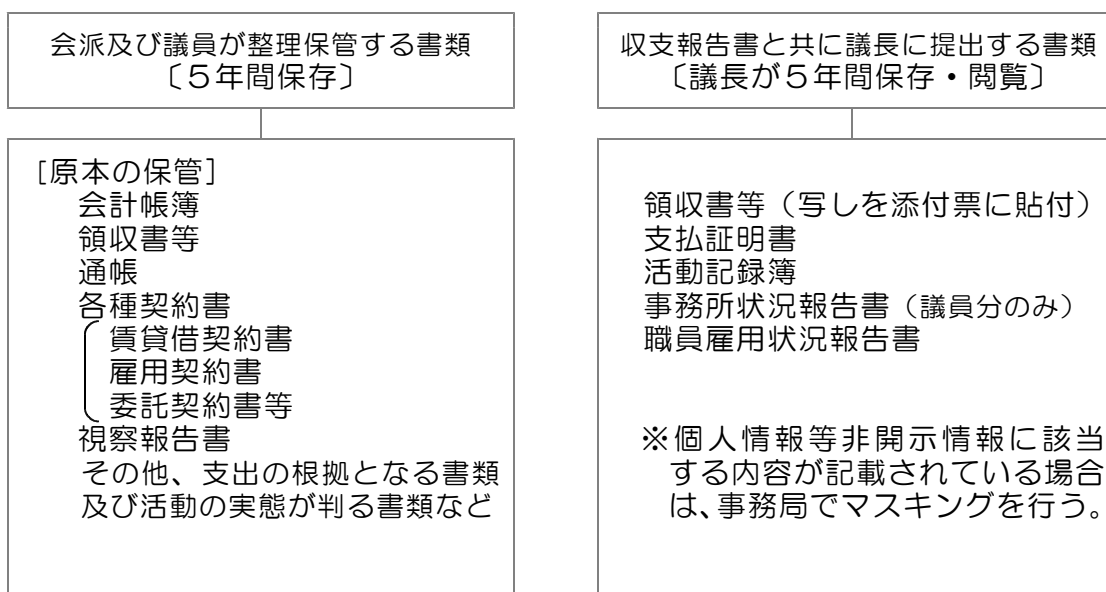 会派及び議員が整理保管する書類
〔５年間保存〕
[原本の保管]
会計帳簿
領収書等
通帳
各種契約書
賃貸借契約書
雇用契約書
委託契約書等
視察報告書
その他、支出の根拠となる書類
及び活動の実態が判る書類など
収支報告書と共に議長に提出する書類
〔議長が５年間保存・閲覧〕
領収書等（写しを添付票に貼付）
支払証明書
活動記録簿
事務所状況報告書（議員分のみ）
職員雇用状況報告書
※個人情報等非開示情報に該当
する内容が記載されている場合
は、事務局でマスキングを行う。